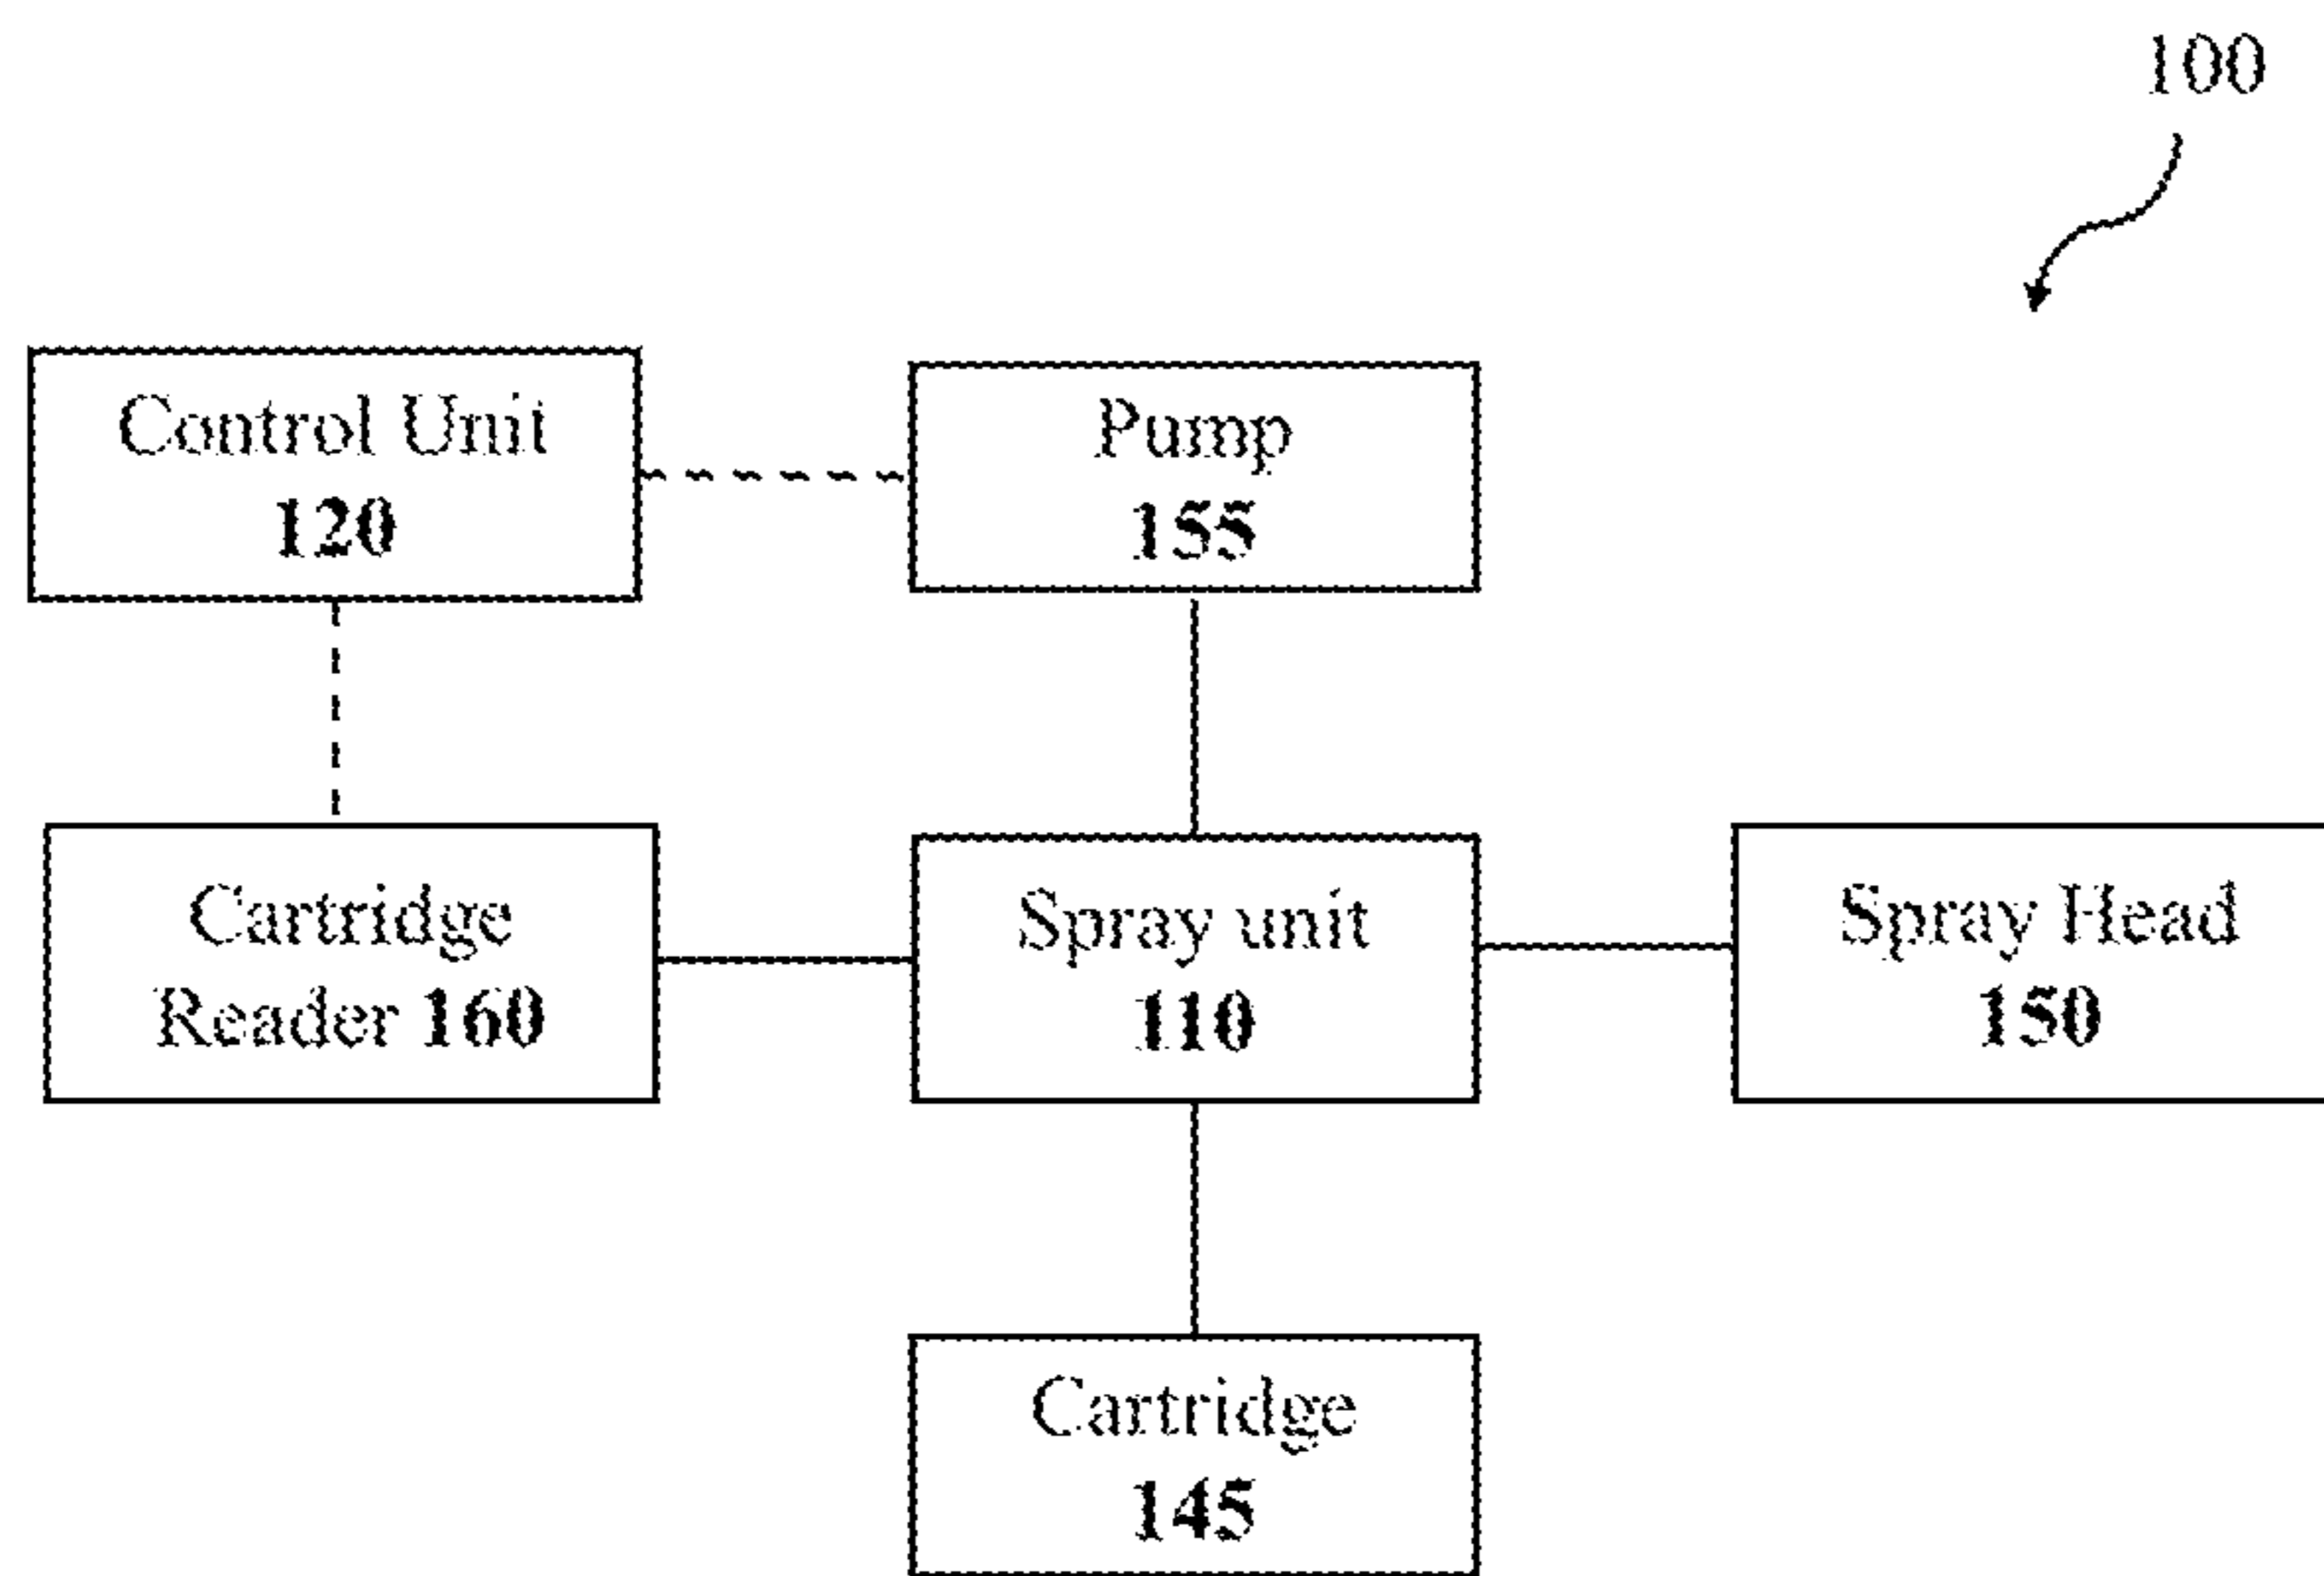 100
Control Unit
120
Pump
155
Cartridge
Reader 160
Spray unit
110
Spray Head
150
Cartridge
145